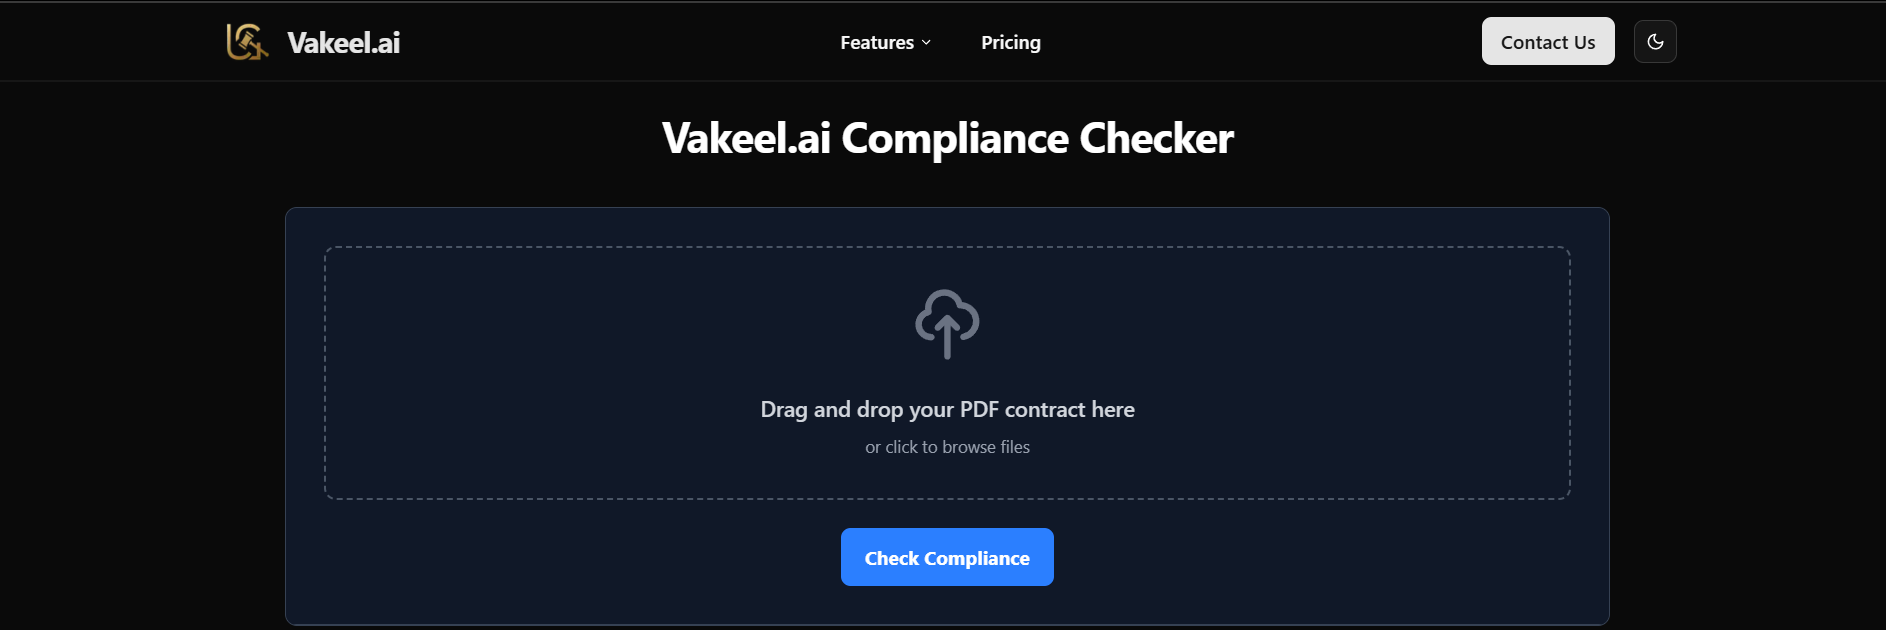 Vakeel.ai
Features
Pricing
Contact Us
Vakeel.ai Compliance Checker
Drag and drop your PDF contract here
or click to browse files
Check Compliance